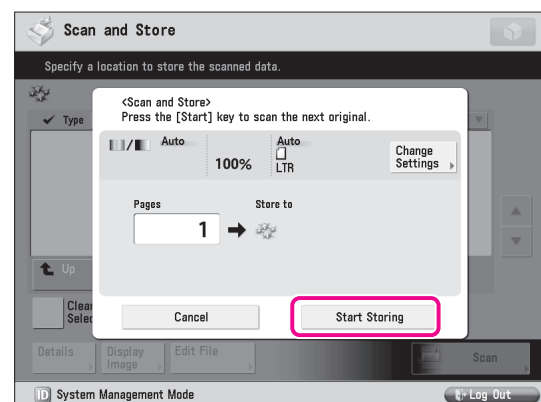 Scan and Store
Specify a location to store the scanned data.
Type
<Scan and Store>
Press the [Start] key to scan the next original.
Auto
100%
Auto
LTR
Change
Settings
Pages
Store to
1
Up
Clear
Selec
Cancel
Start Storing
Details
Display
Image
Edit File
Scan
ID System Management Mode
Log Out